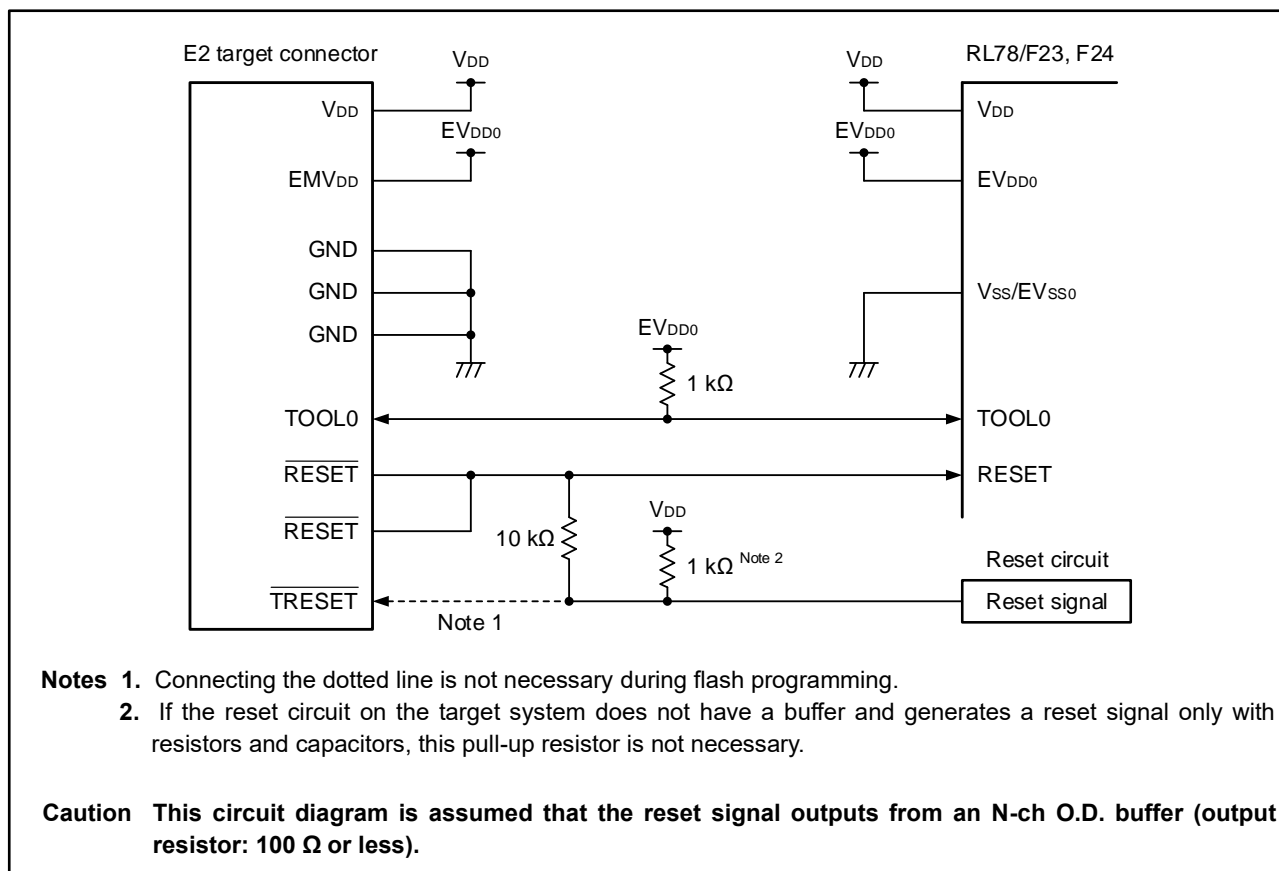 E2 target connector
VDD
VDD
RL78/F23, F24
VDD
VDD
EVDD0
EVDD0
EMVDD
EVDD0
GND
GND
VSS/EVSS0
GND
EVDD0
1 kΩ
TOOL0
TOOL0
RESET
RESET
VDD
RESET
10 kΩ
1 kΩ Note 2
Reset circuit
TRESET
Reset signal
Note 1
Notes 1. Connecting the dotted line is not necessary during flash programming.
2. If the reset circuit on the target system does not have a buffer and generates a reset signal only with
resistors and capacitors, this pull-up resistor is not necessary.
Caution This circuit diagram is assumed that the reset signal outputs from an N-ch O.D. buffer (output
resistor: 100 Ω or less).